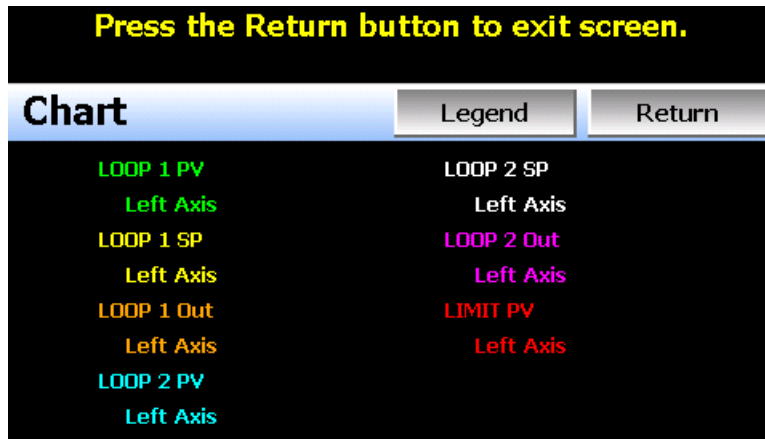 Press the Return button to exit screen.
Chart
Legend
Return
LOOP 1 PV
Left Axis
LOOP 1 SP
Left Axis
LOOP 1 Out
Left Axis
LOOP 2 PV
Left Axis
LOOP 2 SP
Left Axis
LOOP 2 Out
Left Axis
LIMIT PV
Left Axis